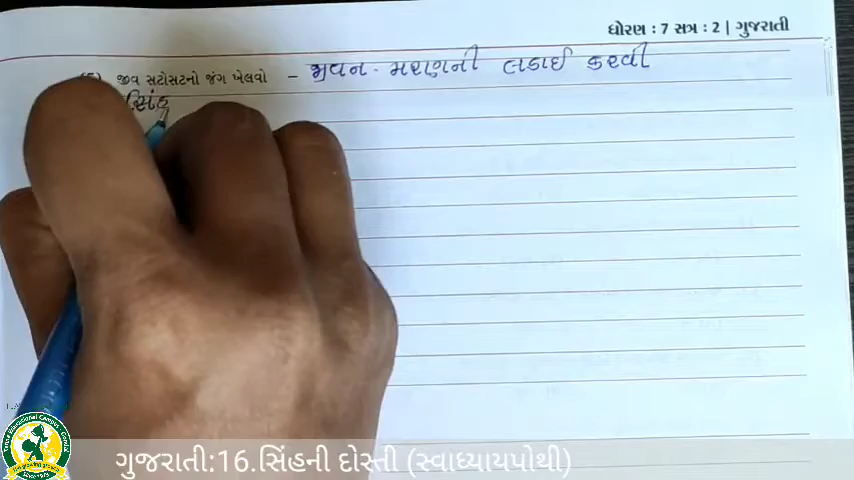 ધોરણ : 7 સત્ર : 2 | ગુજરાતી
જીવ સટોસટનો જંગ ખેલવો – જીવન-મરણની લડાઈ કરવી
સિંહ
ગુજરાતી:16.સિંહની દોસ્તી (સ્વાધ્યાયપોથી)